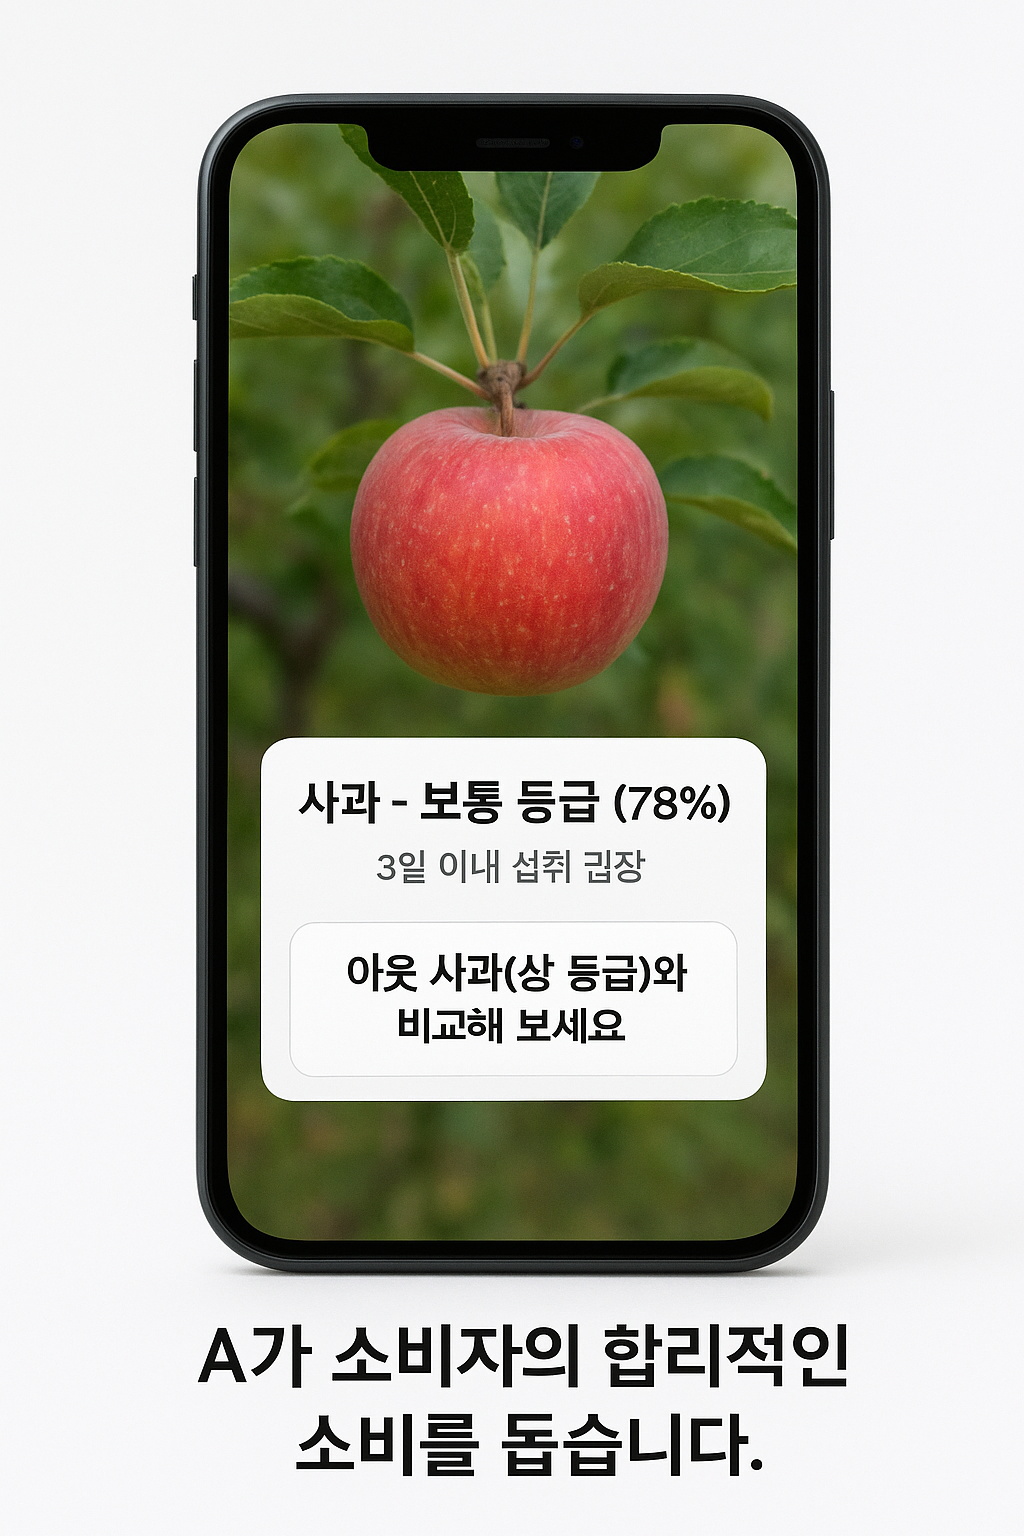 사과 - 보통 등급 (78%)
3일 이내 섭취 권장
아웃 사과(상 등급)와
비교해 보세요
A가 소비자의 합리적인
소비를 돕습니다.